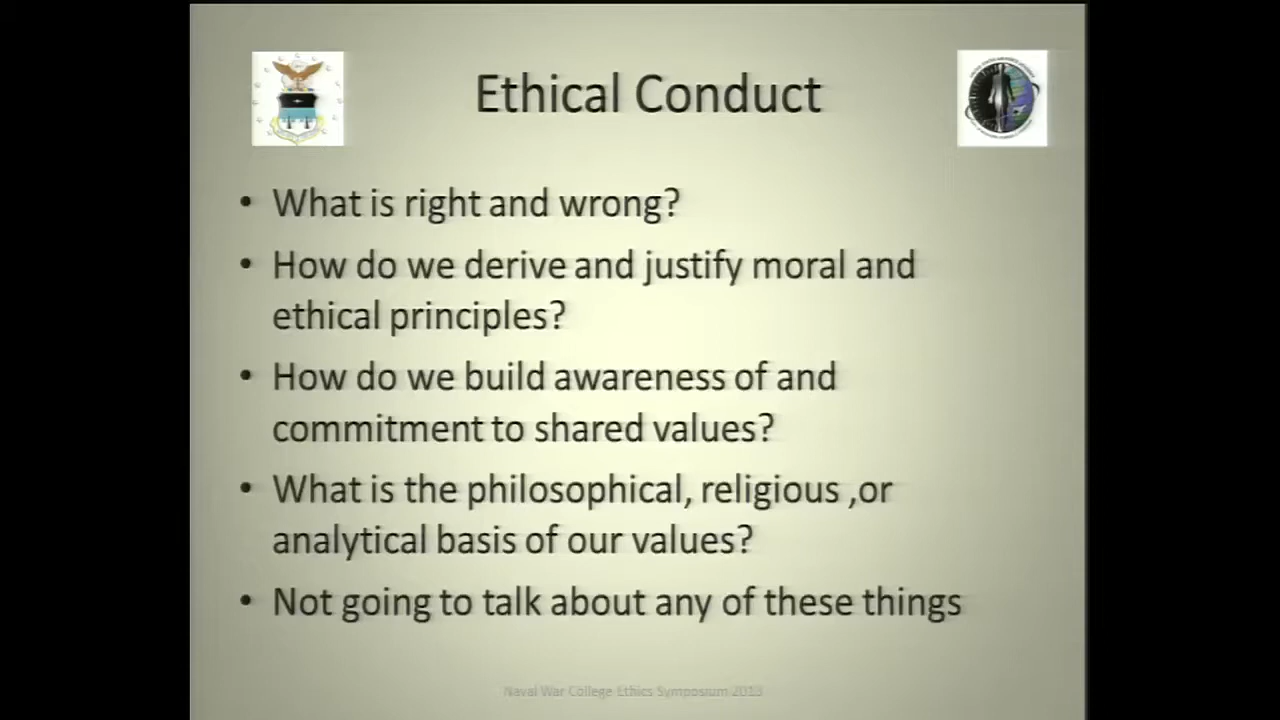 Ethical Conduct
• What is right and wrong?
• How do we derive and justify moral and
ethical principles?
• How do we build awareness of and
commitment to shared values?
• What is the philosophical, religious ,or
analytical basis of our values?
• Not going to talk about any of these things
Naval War College Ethics Symposium 2013